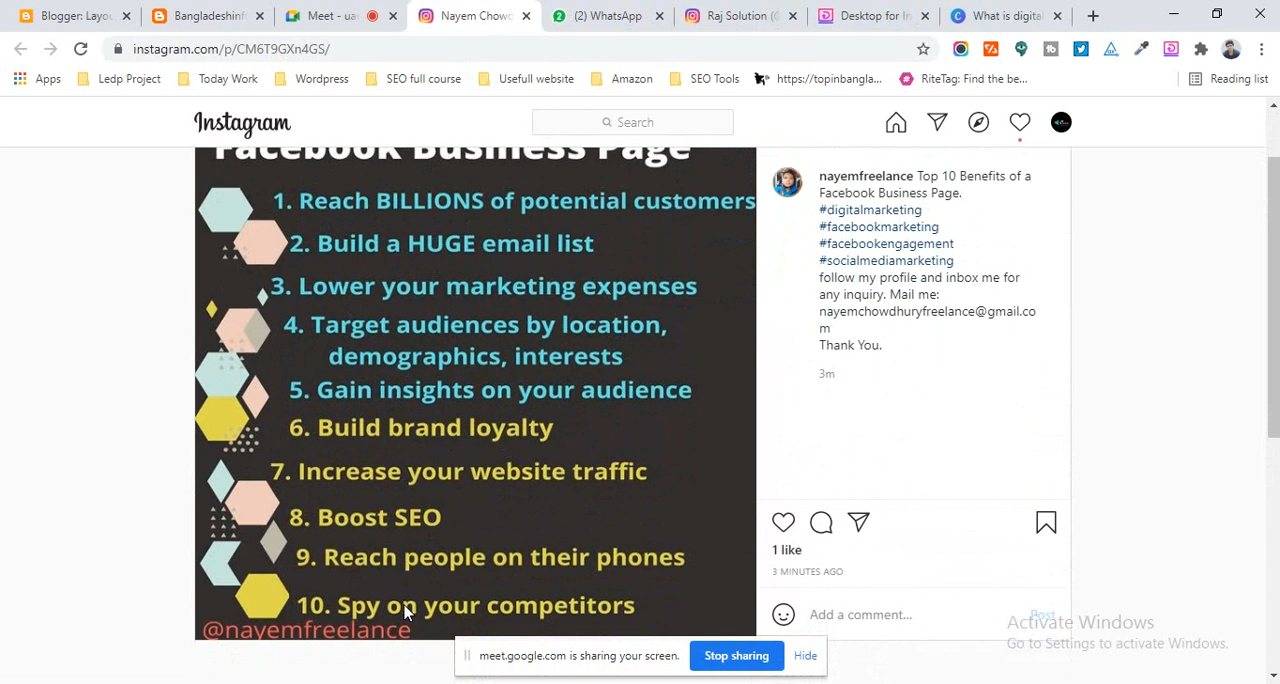 Blogger: Layou
Bangladeshinf
Meet - uar
Nayem Chow
(2) WhatsApp
Raj Solution (
Desktop for In
What is digita
instagram.com/p/CM6T9GXn4GS/
Apps
Ledp Project
Today Work
Wordpress
SEO full course
Usefull website
Amazon
SEO Tools
https://topinbangla...
RiteTag: Find the be...
Reading list
Instagram
Search
Facebook Business Page
1. Reach BILLIONS of potential customers
2. Build a HUGE email list
3. Lower your marketing expenses
4. Target audiences by location,
demographics, interests
5. Gain insights on your audience
6. Build brand loyalty
7. Increase your website traffic
8. Boost SEO
9. Reach people on their phones
10. Spy on your competitors
@nayemfreelance
nayemfreelance Top 10 Benefits of a
Facebook Business Page.
#digitalmarketing
#facebookmarketing
#facebookengagement
#socialmediamarketing
follow my profile and inbox me for
any inquiry. Mail me:
nayemchowdhuryfreelance@gmail.co
m
Thank You.
3m
1 like
3 MINUTES AGO
Add a comment...
Post
Activate Windows
Go to Settings to activate Windows.
meet.google.com is sharing your screen.
Stop sharing
Hide